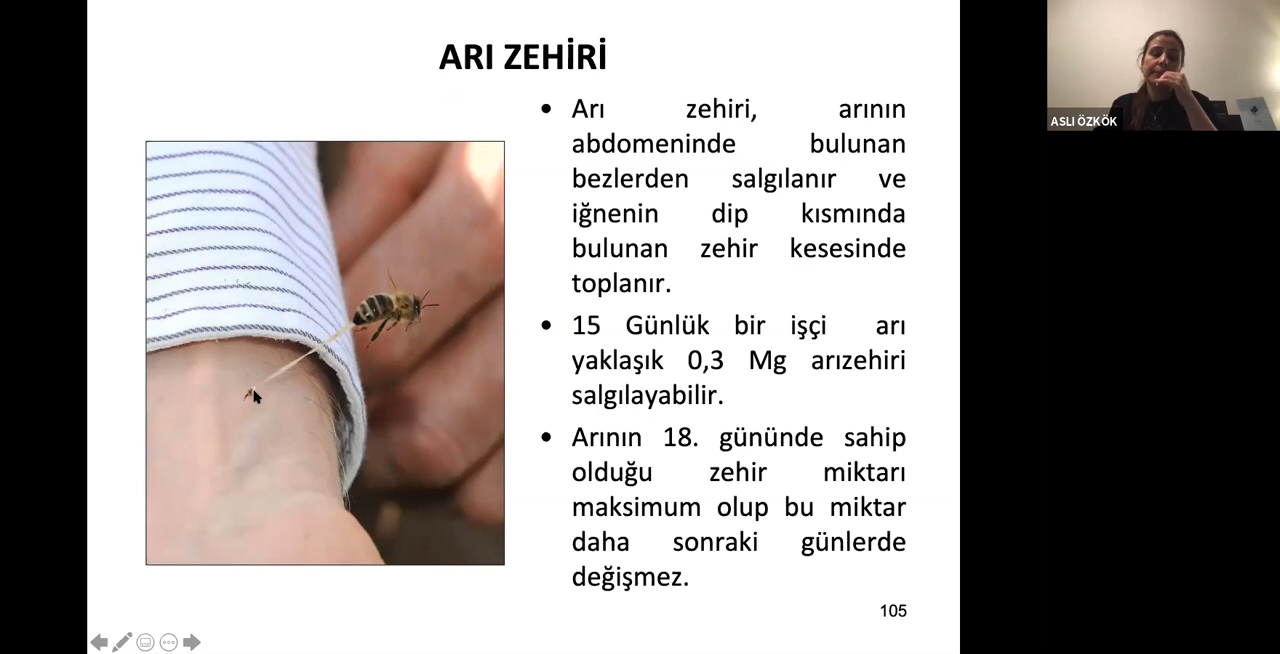 ARI ZEHİRİ
• Arı zehiri, arının
abdomeninde bulunan
bezlerden salgılanır ve
iğnenin dip kısmında
bulunan zehir kesesinde
toplanır.
• 15 Günlük bir işçi arı
yaklaşık 0,3 Mg arızehiri
salgılayabilir.
• Arının 18. gününde sahip
olduğu zehir miktarı
maksimum olup bu miktar
daha sonraki günlerde
değişmez.
105
ASLI ÖZKÖK